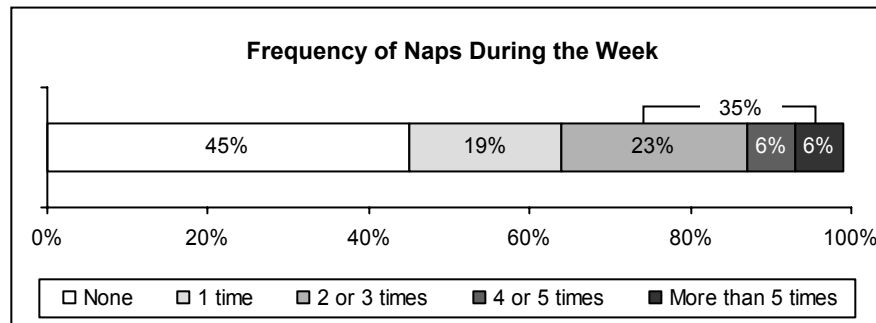 Frequency of Naps During the Week
35%
45% 19% 23% 6% 6%
0% 20% 40% 60% 80% 100%
None 1 time 2 or 3 times 4 or 5 times More than 5 times